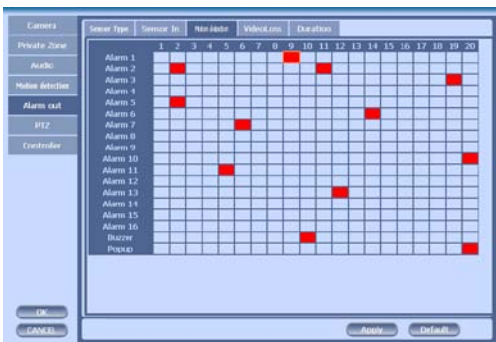 Camera
Private Zone
Audio
Motion detection
Alarm out
PTZ
Controller
OK
CANCEL
Sensor Type Sensor In VideoLoss Duration
1 2 3 4 5 6 7 8 9 10 11 12 13 14 15 16 17 18 19 20
Alarm 1
Alarm 2
Alarm 3
Alarm 4
Alarm 5
Alarm 6
Alarm 7
Alarm 8
Alarm 9
Alarm 10
Alarm 11
Alarm 12
Alarm 13
Alarm 14
Alarm 15
Alarm 16
Buzzer
Popup
Apply Default